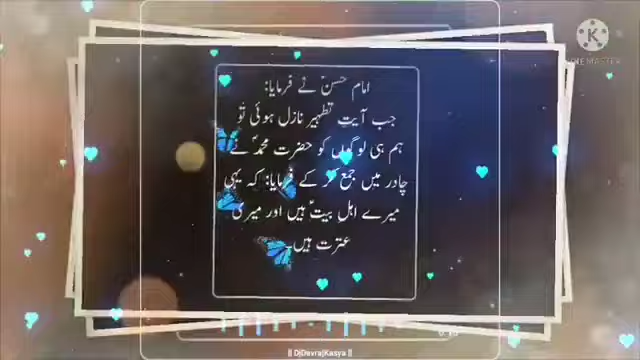 امام حسنؑ نے فرمایا:
جب آیتِ تطہیر نازل ہوئی تو
ہم ہی لوگوں کو حضرت محمدؐ نے
چادر میں جمع کر کے فرمایا: کہ یہی
میرے اہل بیتؑ ہیں اور میری
عترت ہیں۔
K
|| DjDevrajKasya ||